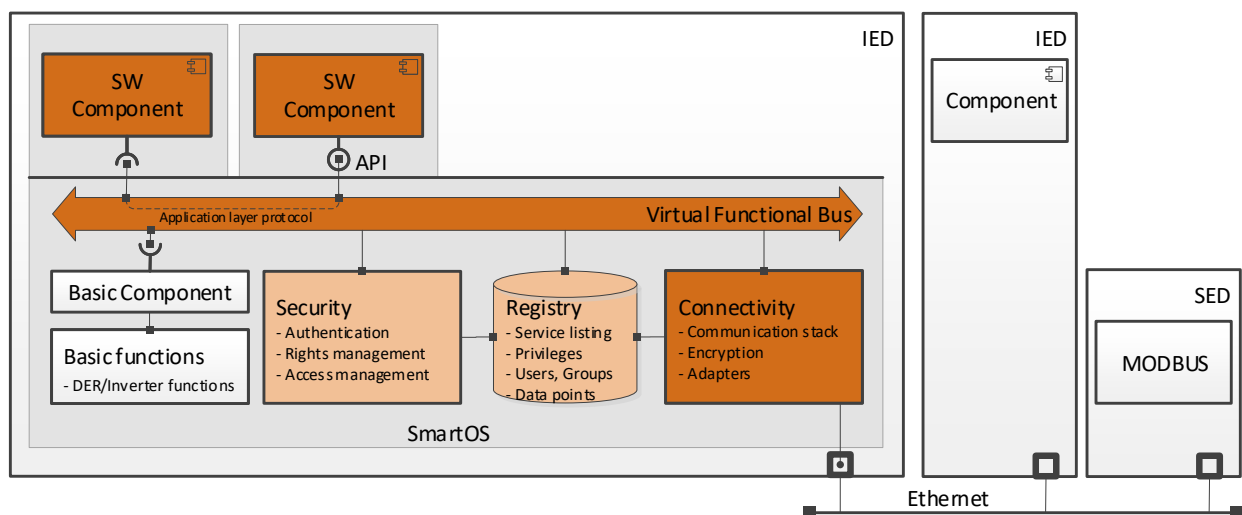 IED
SW
Component
SW
Component
API
Application layer protocol
Virtual Functional Bus
Basic Component
Basic functions
- DER/Inverter functions
Security
- Authentication
- Rights management
- Access management
Registry
- Service listing
- Privileges
- Users, Groups
- Data points
Connectivity
- Communication stack
- Encryption
- Adapters
SmartOS
IED
Component
SED
MODBUS
Ethernet